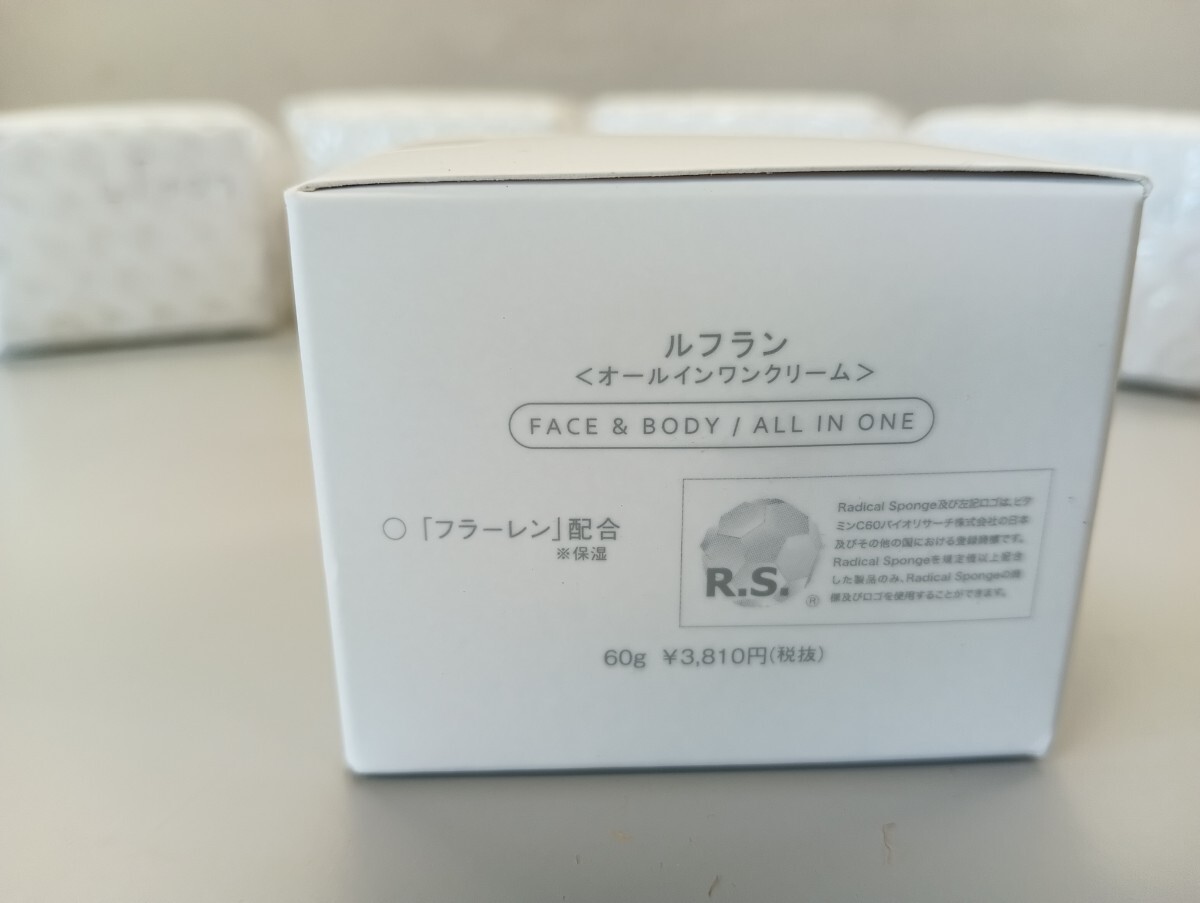 ルフラン
<オールインワンクリーム>
FACE & BODY / ALL IN ONE
○「フラーレン」配合
※保湿
R.S.
®
Radical Sponge及び左記ロゴは、ビタ
ミンC60バイオリサーチ株式会社の日本
及びその他の国における登録商標です。
Radical Spongeを規定値以上配合
した製品のみ、Radical Spongeの商
標及びロゴを使用することができます。
60g ¥3,810円(税抜)